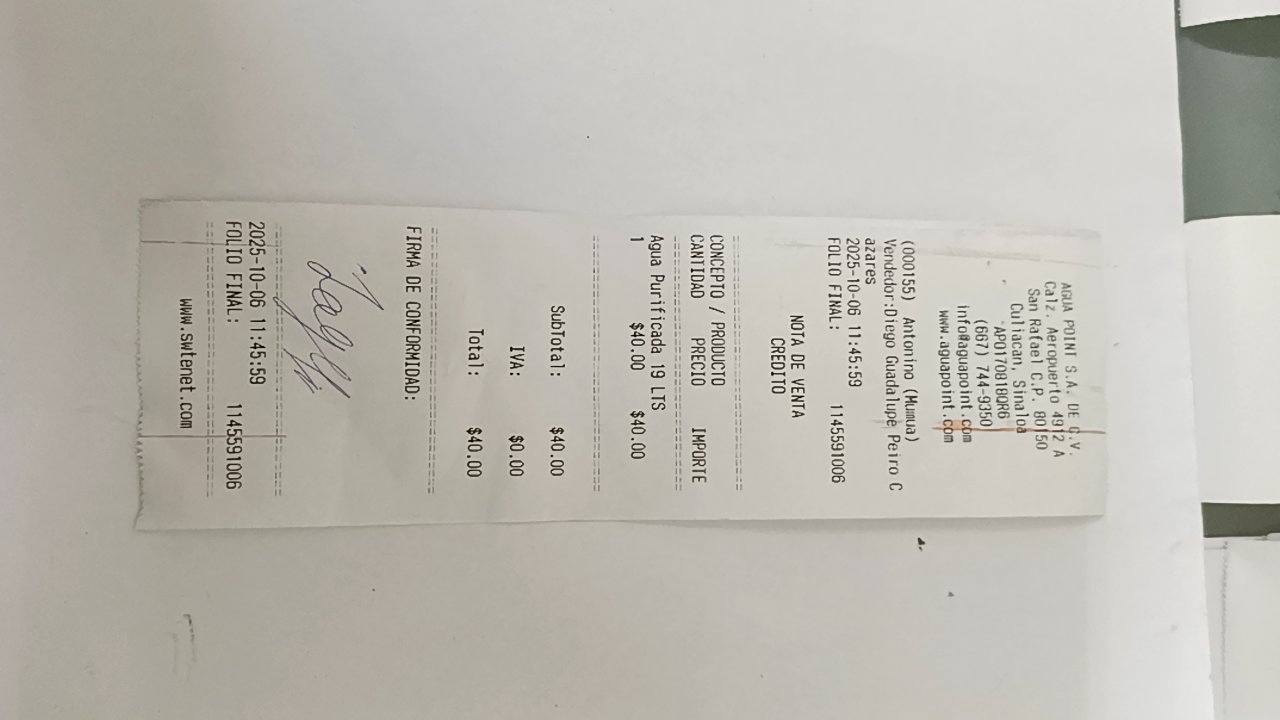 AGUA POINT S.A. DE C.V.
Calz. Aeropuerto 4912 A
San Rafael C.P. 80150
Culiacan, Sinaloa
APO170818QR6
(667) 744-9350
info@aguapoint.com
www.aguapoint.com
(000155) Antonino (Mumua)
Vendedor:Diego Guadalupe Peiro C
azares
2025-10-06 11:45:59
FOLIO FINAL: 1145591006
NOTA DE VENTA
CREDITO
CONCEPTO / PRODUCTO
CANTIDAD PRECIO IMPORTE
Agua Purificada 19 LTS
1 $40.00 $40.00
SubTotal: $40.00
IVA: $0.00
Total: $40.00
FIRMA DE CONFORMIDAD:
2025-10-06 11:45:59
FOLIO FINAL: 1145591006
www.swtenet.com